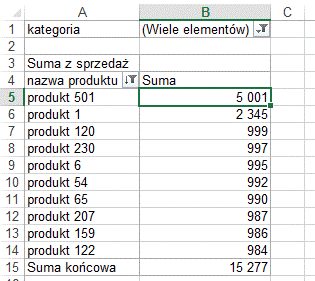 A B C
1 kategoria (Wiele elementów)
2
3 Suma z sprzedaż
4 nazwa produktu Suma
5 produkt 501 5 001
6 produkt 1 2 345
7 produkt 120 999
8 produkt 230 997
9 produkt 6 995
10 produkt 54 992
11 produkt 65 990
12 produkt 207 987
13 produkt 159 986
14 produkt 122 984
15 Suma końcowa 15 277